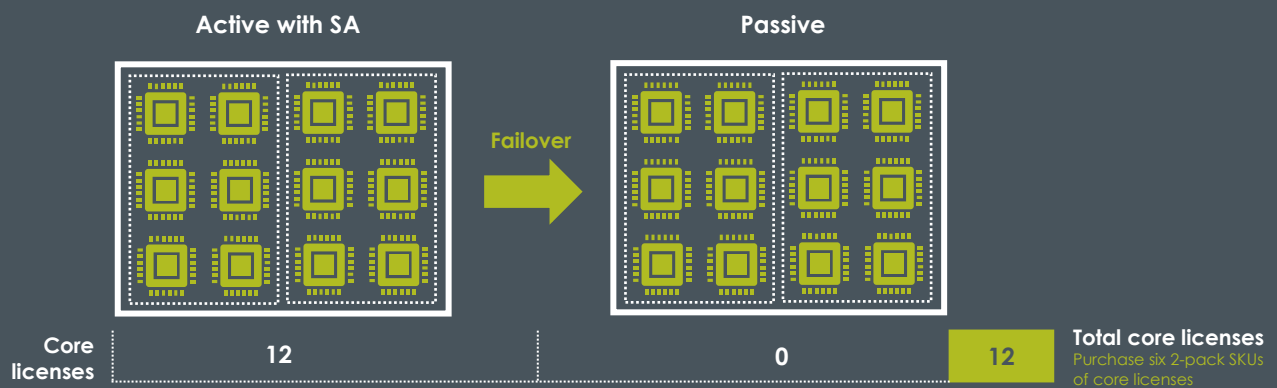 Active with SA
Passive
Failover
Core
licenses
12
0
12
Total core licenses
Purchase six 2-pack SKUs
of core licenses